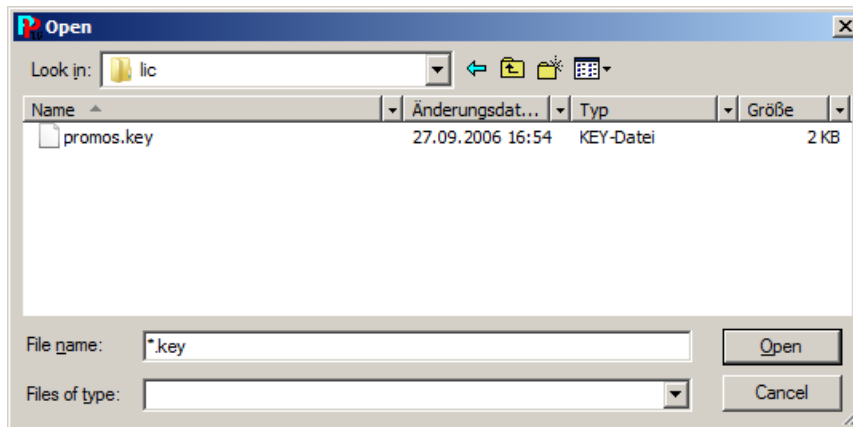 Open
Look in: lic
Name Änderungsdat... Typ Größe
promos.key 27.09.2006 16:54 KEY-Datei 2 KB
File name: *.key Open
Files of type: Cancel